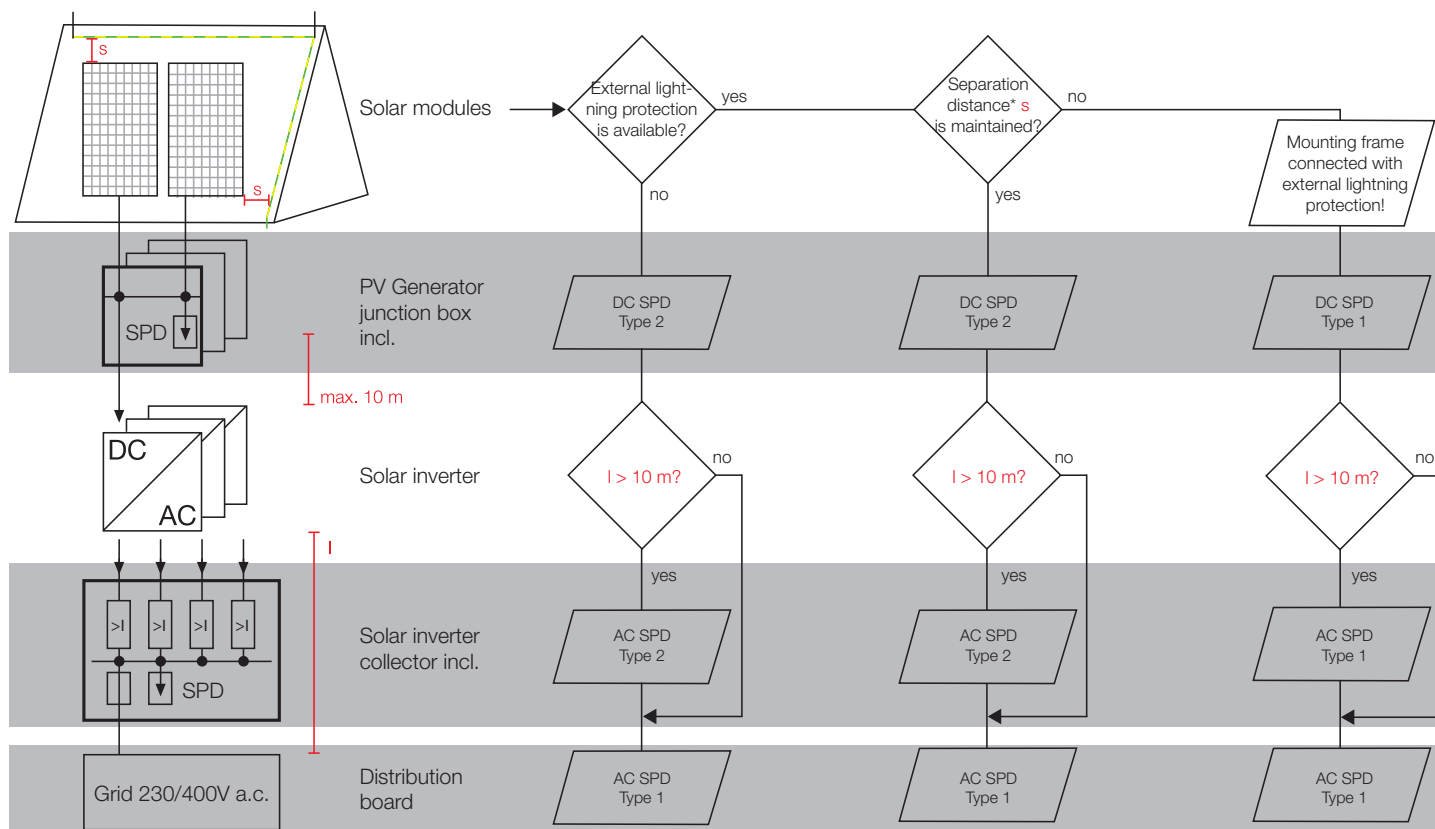 s
s
Solar modules
External light-
ning protection
is available?
yes
no
Separation
distance* s
is maintained?
no
yes
Mounting frame
connected with
external lightning
protection!
SPD
PV Generator
junction box
incl.
DC SPD
Type 2
DC SPD
Type 2
DC SPD
Type 1
max. 10 m
DC
AC
Solar inverter
l > 10 m?
no
l > 10 m?
no
l > 10 m?
no
l
yes
yes
yes
>I
>I
>I
>I
SPD
Solar inverter
collector incl.
AC SPD
Type 2
AC SPD
Type 2
AC SPD
Type 1
Grid 230/400V a.c.
Distribution
board
AC SPD
Type 1
AC SPD
Type 1
AC SPD
Type 1